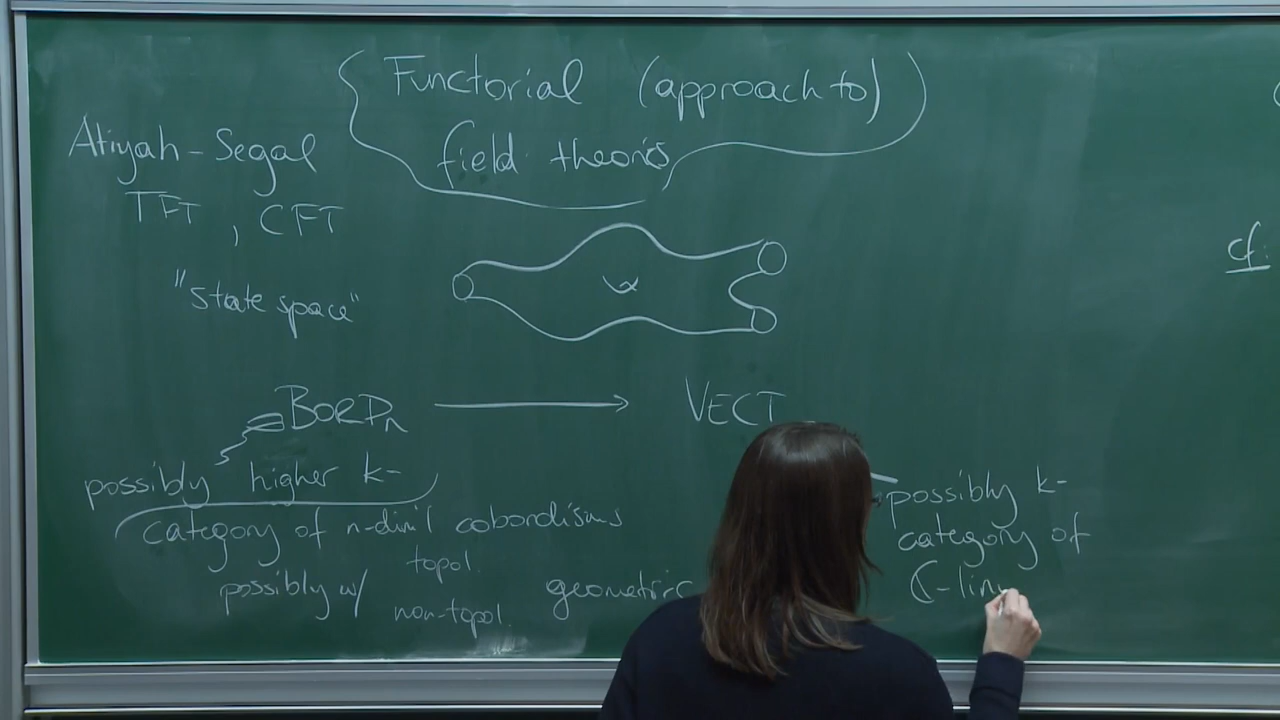 Functorial (approach to)
field theories
Atiyah-Segal
TFT, CFT
"state space"
BORDn
VECT
possibly higher k-
category of n-dim'l cobordisms
possibly w/ topol. geometric
non-topol.
possibly k-
category of
ℂ-lin
cf: